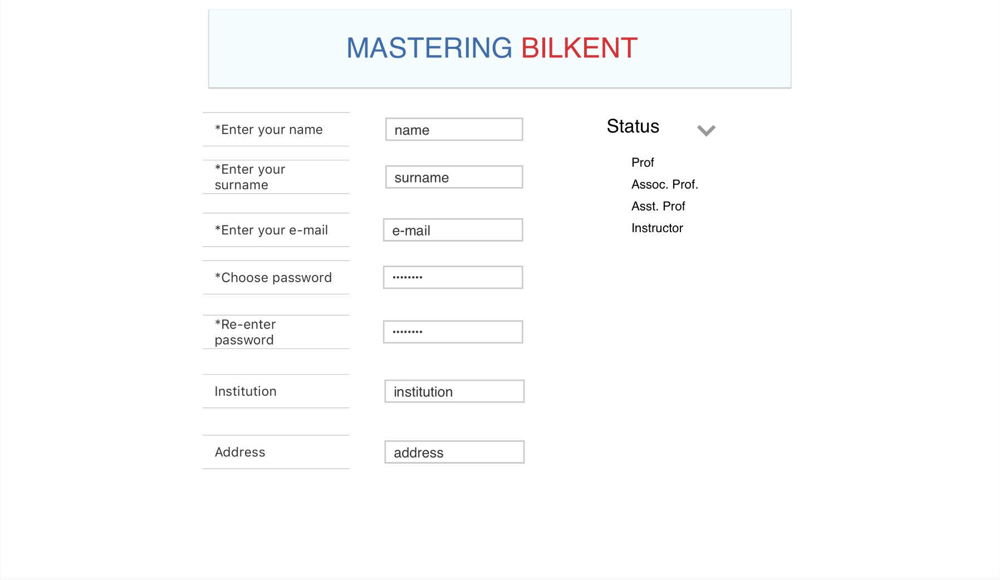 MASTERING BILKENT
*Enter your name
name
Status
*Enter your
surname
surname
Prof
Assoc. Prof.
Asst. Prof
Instructor
*Enter your e-mail
e-mail
*Choose password
••••••••
*Re-enter
password
••••••••
Institution
institution
Address
address